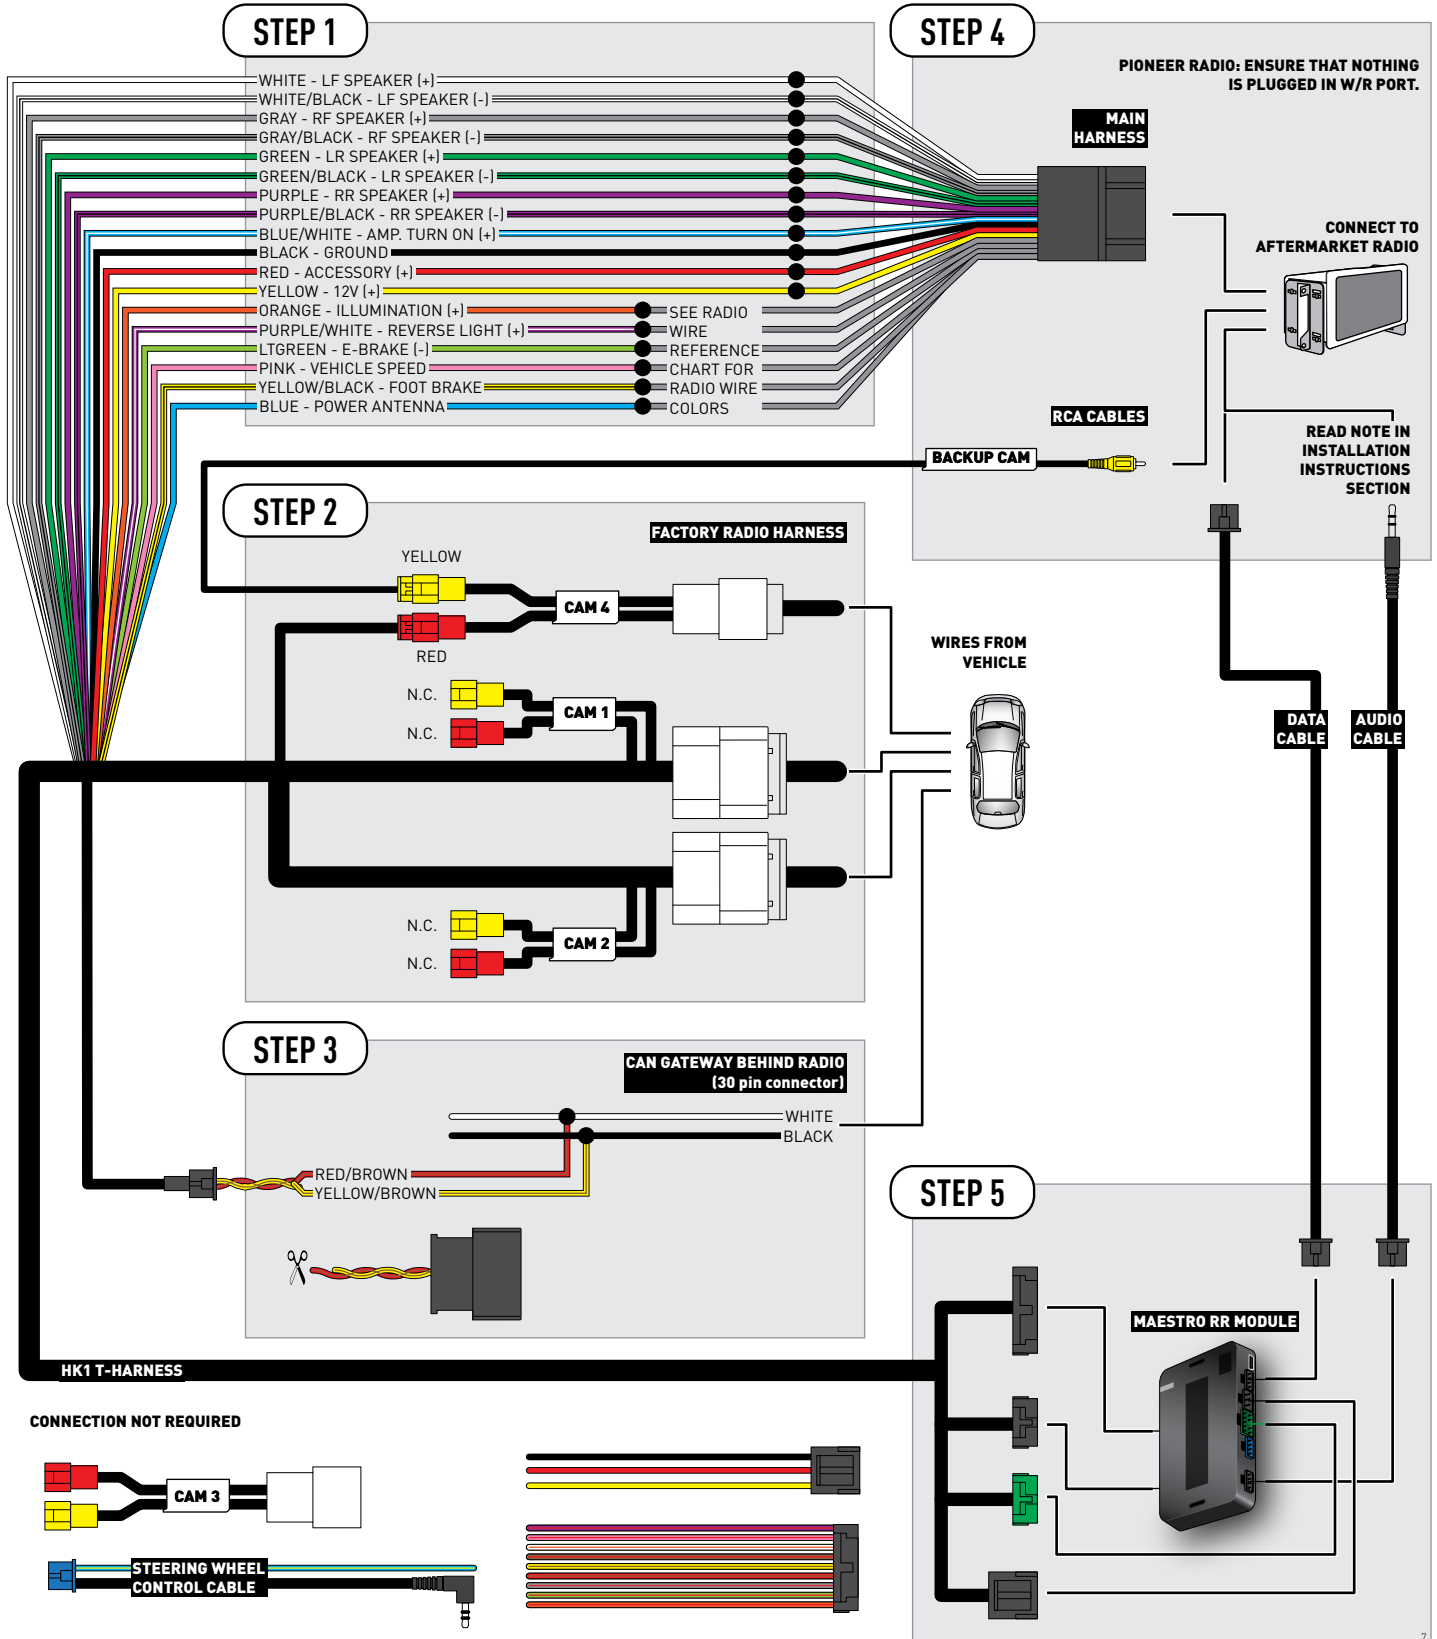 STEP 1
WHITE - LF SPEAKER (+)
WHITE/BLACK - LF SPEAKER (-)
GRAY - RF SPEAKER (+)
GRAY/BLACK - RF SPEAKER (-)
GREEN - LR SPEAKER (+)
GREEN/BLACK - LR SPEAKER (-)
PURPLE - RR SPEAKER (+)
PURPLE/BLACK - RR SPEAKER (-)
BLUE/WHITE - AMP. TURN ON (+)
BLACK - GROUND
RED - ACCESSORY (+)
YELLOW - 12V (+)
ORANGE - ILLUMINATION (+)
PURPLE/WHITE - REVERSE LIGHT (+)
LTGREEN - E-BRAKE (-)
PINK - VEHICLE SPEED
YELLOW/BLACK - FOOT BRAKE
BLUE - POWER ANTENNA
SEE RADIO
WIRE
REFERENCE
CHART FOR
RADIO WIRE
COLORS
STEP 4
PIONEER RADIO: ENSURE THAT NOTHING
IS PLUGGED IN W/R PORT.
MAIN
HARNESS
CONNECT TO
AFTERMARKET RADIO
RCA CABLES
BACKUP CAM
READ NOTE IN
INSTALLATION
INSTRUCTIONS
SECTION
STEP 2
FACTORY RADIO HARNESS
YELLOW
CAM 4
RED
N.C.
CAM 1
N.C.
WIRES FROM
VEHICLE
DATA
CABLE
AUDIO
CABLE
N.C.
CAM 2
N.C.
STEP 3
CAN GATEWAY BEHIND RADIO
(30 pin connector)
WHITE
BLACK
RED/BROWN
YELLOW/BROWN
STEP 5
MAESTRO RR MODULE
HK1 T-HARNESS
CONNECTION NOT REQUIRED
CAM 3
STEERING WHEEL
CONTROL CABLE
7